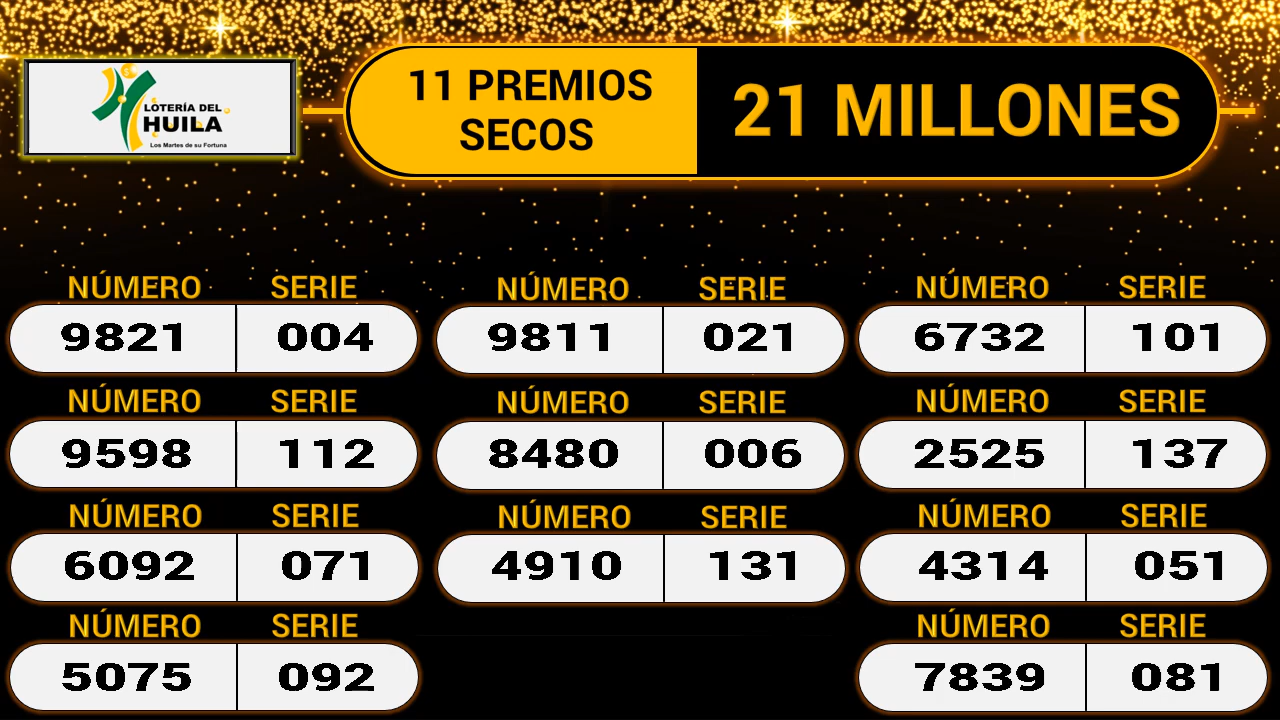 LOTERÍA DEL
HUILA
Los Martes de su Fortuna
11 PREMIOS
SECOS
21 MILLONES
NÚMERO SERIE NÚMERO SERIE NÚMERO SERIE
9821 004 9811 021 6732 101
NÚMERO SERIE NÚMERO SERIE NÚMERO SERIE
9598 112 8480 006 2525 137
NÚMERO SERIE NÚMERO SERIE NÚMERO SERIE
6092 071 4910 131 4314 051
NÚMERO SERIE NÚMERO SERIE
5075 092 7839 081